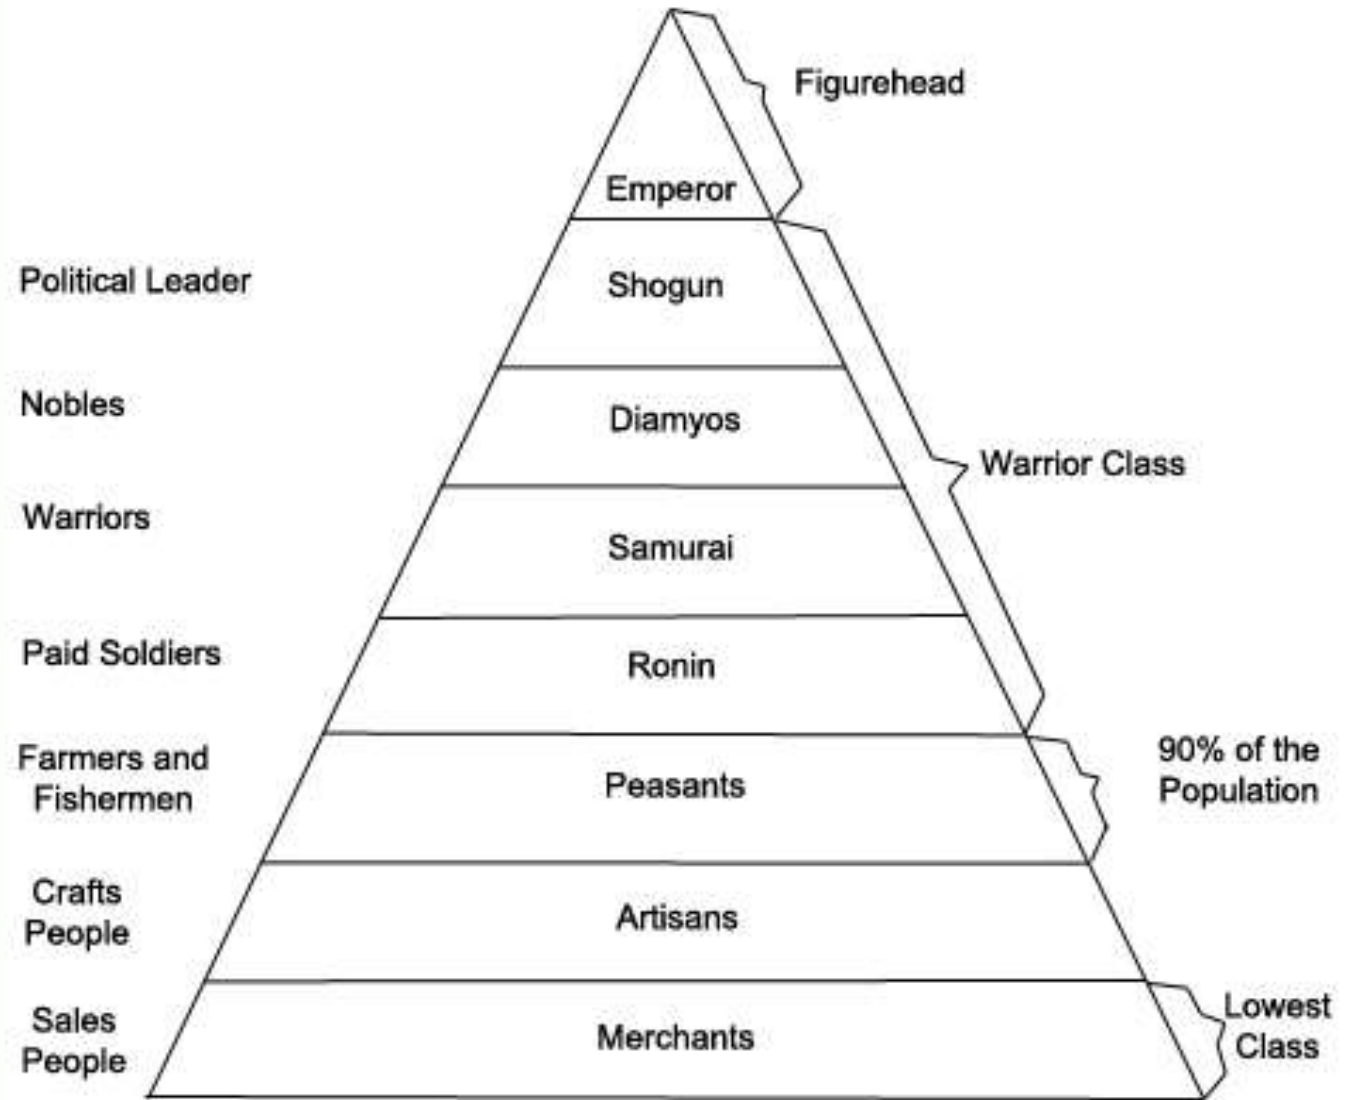 Figurehead
Emperor
Political Leader
Shogun
Nobles
Diamyos
Warrior Class
Warriors
Samurai
Paid Soldiers
Ronin
Farmers and
Fishermen
Peasants
90% of the
Population
Crafts
People
Artisans
Sales
People
Merchants
Lowest
Class